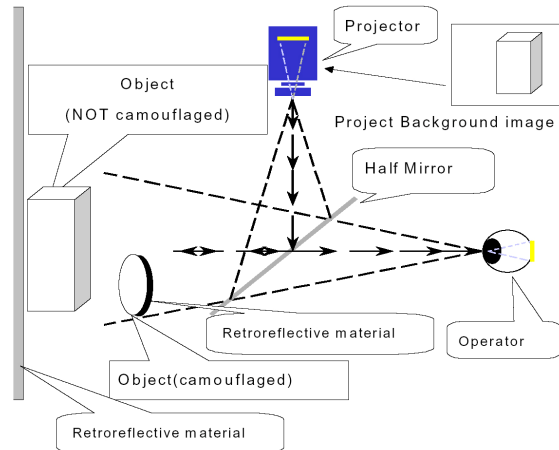 Projector
Object
(NOT camouflaged)
Project Background image
Half Mirror
Retroreflective material
Operator
Object(camouflaged)
Retroreflective material